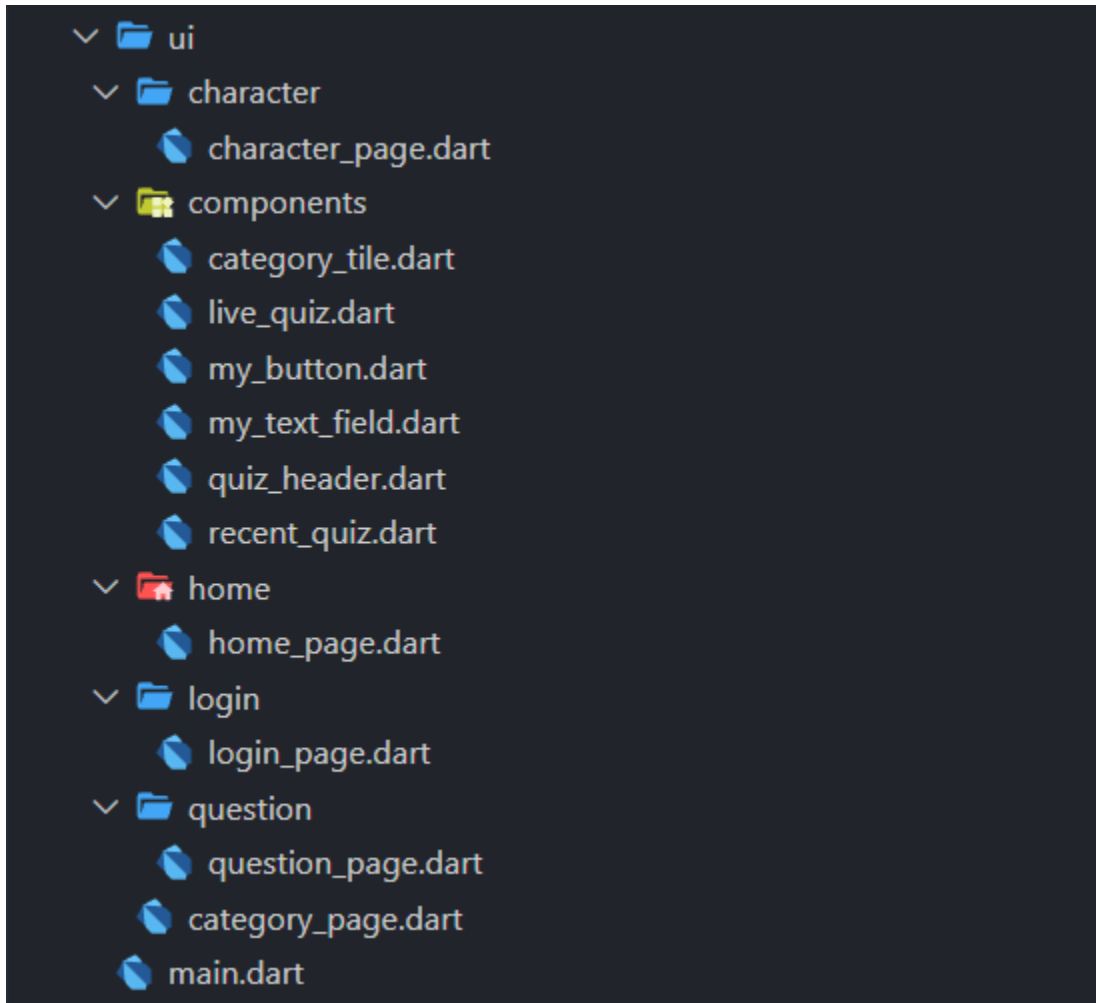 ui
character
character_page.dart
components
category_tile.dart
live_quiz.dart
my_button.dart
my_text_field.dart
quiz_header.dart
recent_quiz.dart
home
home_page.dart
login
login_page.dart
question
question_page.dart
category_page.dart
main.dart